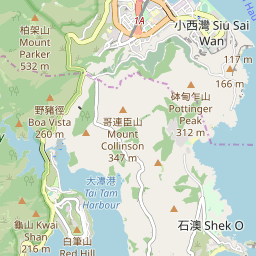 1A
小西灣 Siu Sai
Wan
柏架山
Mount
Parker
532 m
117 m
166 m
野豬徑
Boa Vista
260 m
砵甸乍山
Pottinger
Peak
312 m
哥連臣山
Mount
Collinson
347 m
大潭港
Tai Tam
Harbour
龜山 Kwai
Shan
石澳 Shek O
白筆山
Red Hill